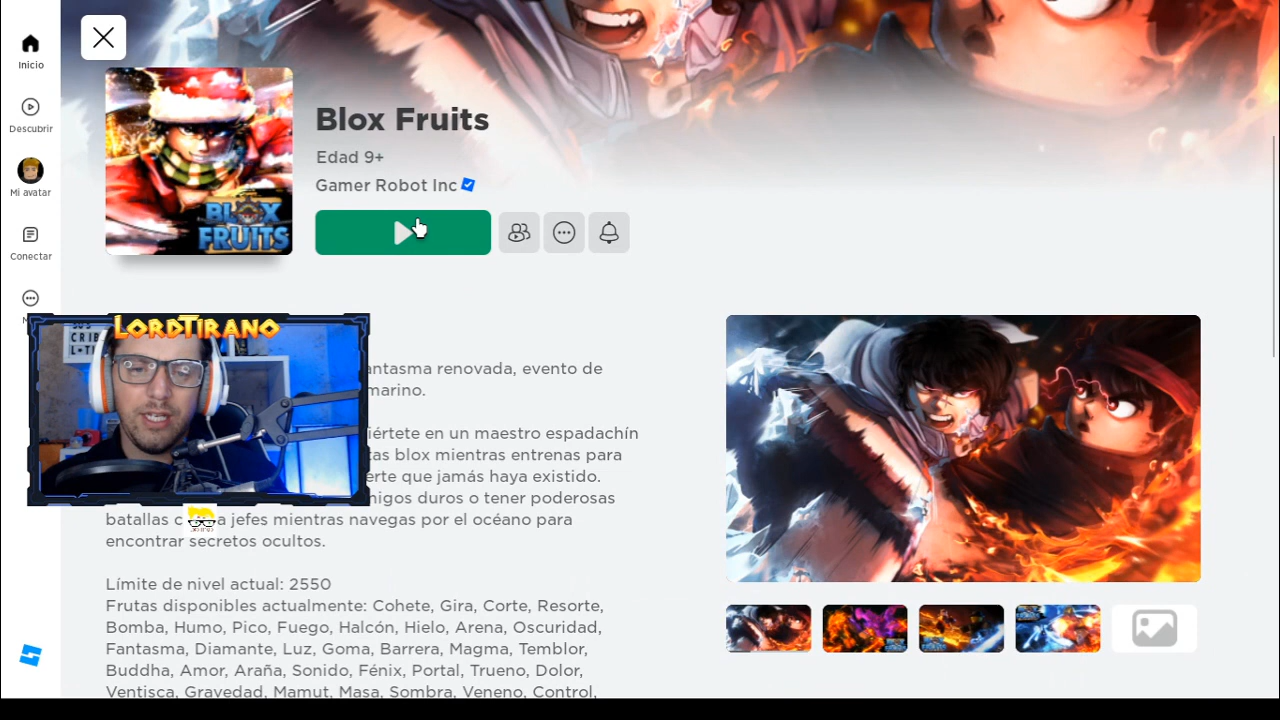 Inicio
Descubrir
Mi avatar
Conectar
BLOX
FRUITS
Blox Fruits
Edad 9+
Gamer Robot Inc
LORDTIRANO
CRIB
antasma renovada, evento de
marino.
iértete en un maestro espadachín
tas blox mientras entrenas para
erte que jamás haya existido.
migos duros o tener poderosas
batallas c a jefes mientras navegas por el océano para
encontrar secretos ocultos.
Límite de nivel actual: 2550
Frutas disponibles actualmente: Cohete, Gira, Corte, Resorte,
Bomba, Humo, Pico, Fuego, Halcón, Hielo, Arena, Oscuridad,
Fantasma, Diamante, Luz, Goma, Barrera, Magma, Temblor,
Buddha, Amor, Araña, Sonido, Fénix, Portal, Trueno, Dolor,
Ventisca, Gravedad, Mamut, Masa, Sombra, Veneno, Control,